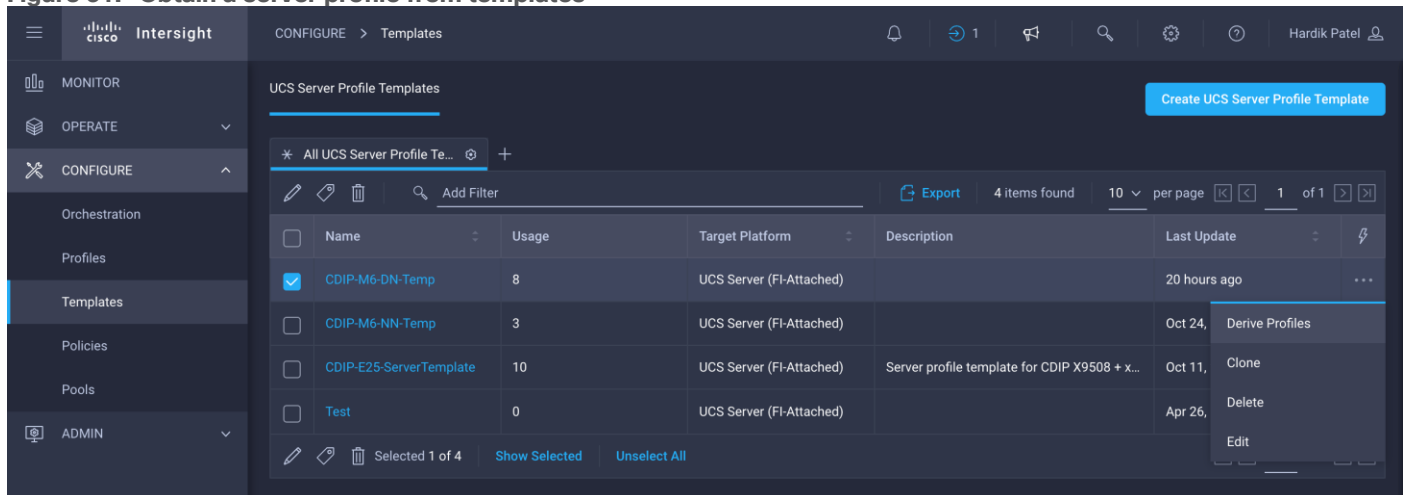 Figure 31. Obtain a server profile from templates
cisco Intersight
CONFIGURE > Templates
1
Hardik Patel
MONITOR
OPERATE
CONFIGURE
Orchestration
Profiles
Templates
Policies
Pools
ADMIN
UCS Server Profile Templates
Create UCS Server Profile Template
All UCS Server Profile Te...
Add Filter
Export 4 items found 10 per page 1 of 1
Name Usage Target Platform Description Last Update
CDIP-M6-DN-Temp 8 UCS Server (FI-Attached) 20 hours ago
CDIP-M6-NN-Temp 3 UCS Server (FI-Attached) Oct 24,
CDIP-E25-ServerTemplate 10 UCS Server (FI-Attached) Server profile template for CDIP X9508 + x... Oct 11,
Test 0 UCS Server (FI-Attached) Apr 26,
Derive Profiles
Clone
Delete
Edit
Selected 1 of 4 Show Selected Unselect All